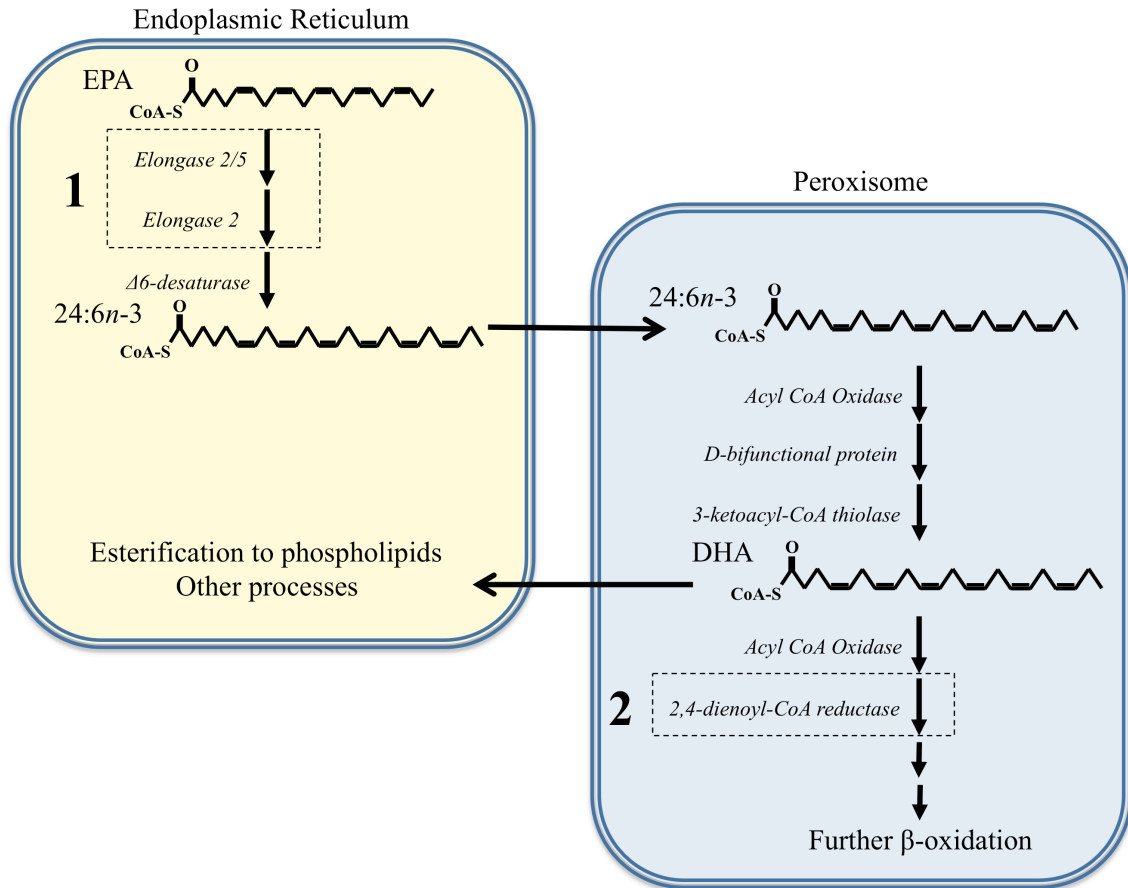 Endoplasmic Reticulum
EPA
O
CoA-S
1
Elongase 2/5
Elongase 2
Δ6-desaturase
24:6n-3
O
CoA-S
Esterification to phospholipids
Other processes
Peroxisome
24:6n-3
O
CoA-S
Acyl CoA Oxidase
D-bifunctional protein
3-ketoacyl-CoA thiolase
DHA
O
CoA-S
Acyl CoA Oxidase
2
2,4-dienoyl-CoA reductase
Further β-oxidation